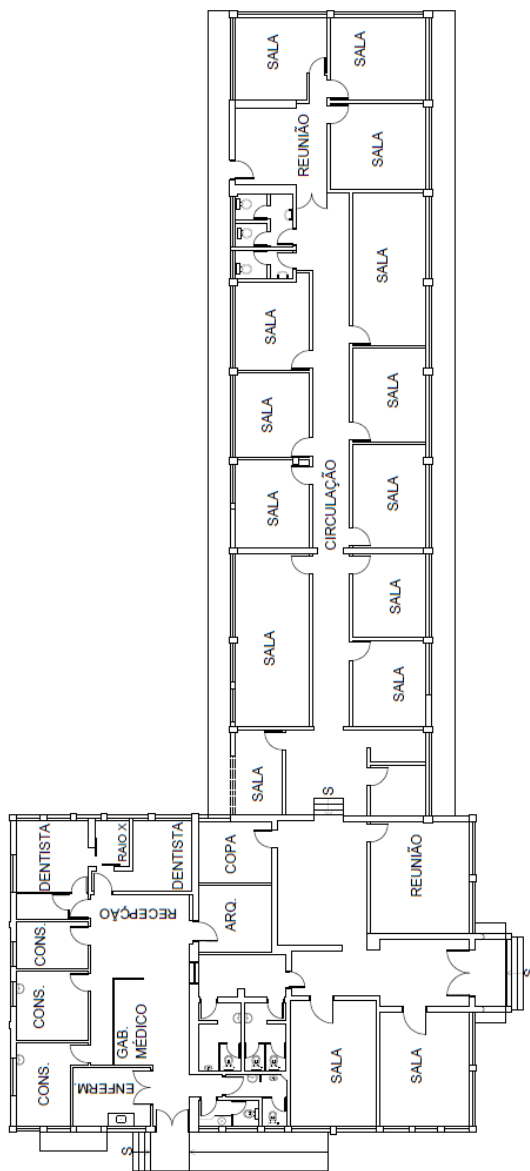 SALA
SALA
REUNIÃO
SALA
SALA
SALA
SALA
SALA
SALA
SALA
CIRCULAÇÃO
SALA
SALA
SALA
SALA
S
DENTISTA
RAIO X
DENTISTA
COPA
REUNIÃO
RECEPÇÃO
ARQ.
CONS.
CONS.
GAB.
MÉDICO
CONS.
ENFERM.
SALA
SALA
S
S